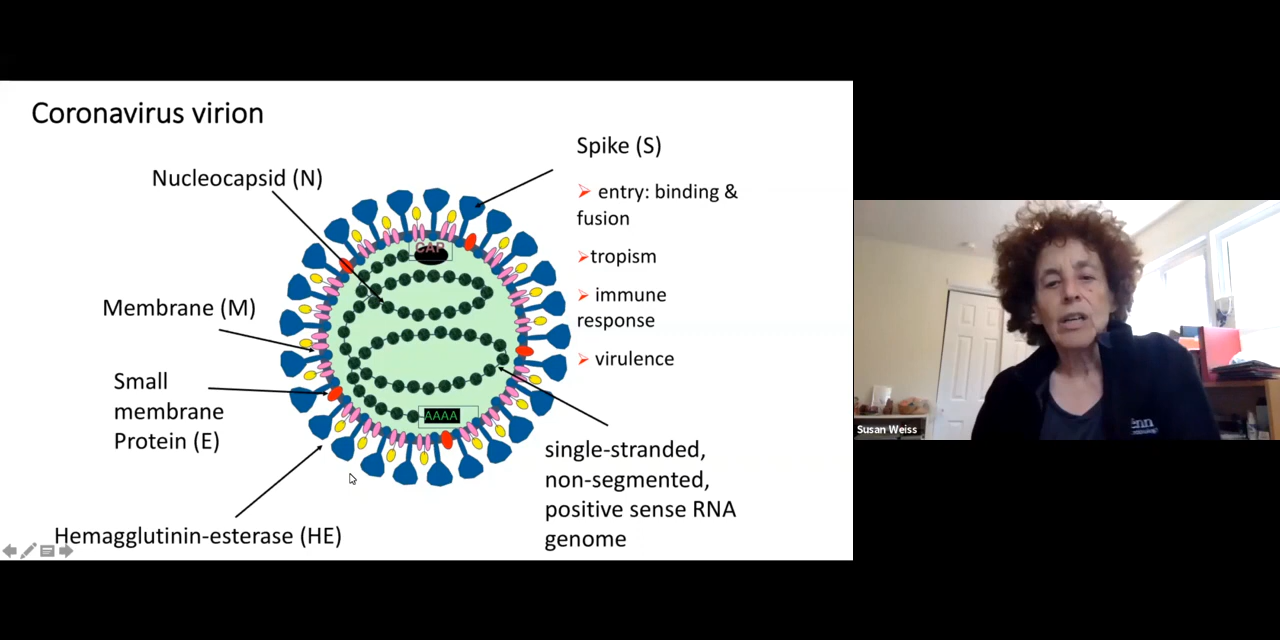 Coronavirus virion
Spike (S)
Nucleocapsid (N)
➢ entry: binding &
fusion
CAP
➢tropism
➢ immune
response
Membrane (M)
➢ virulence
Small
membrane
Protein (E)
AAAA
single-stranded,
non-segmented,
positive sense RNA
genome
Hemagglutinin-esterase (HE)
Susan Weiss